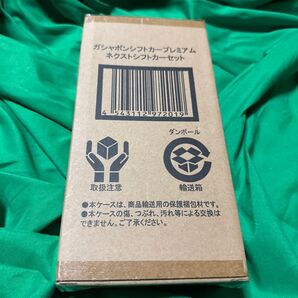 ガシャポンシフトカープレミアム
ネクストシフトカーセット
4543112972019
ダンボール
取扱注意
輸送箱
●本ケースは、商品輸送用の保護梱包材です。
●本ケースの傷、つぶれ、汚れ等による交換は
できません。ご了承ください。